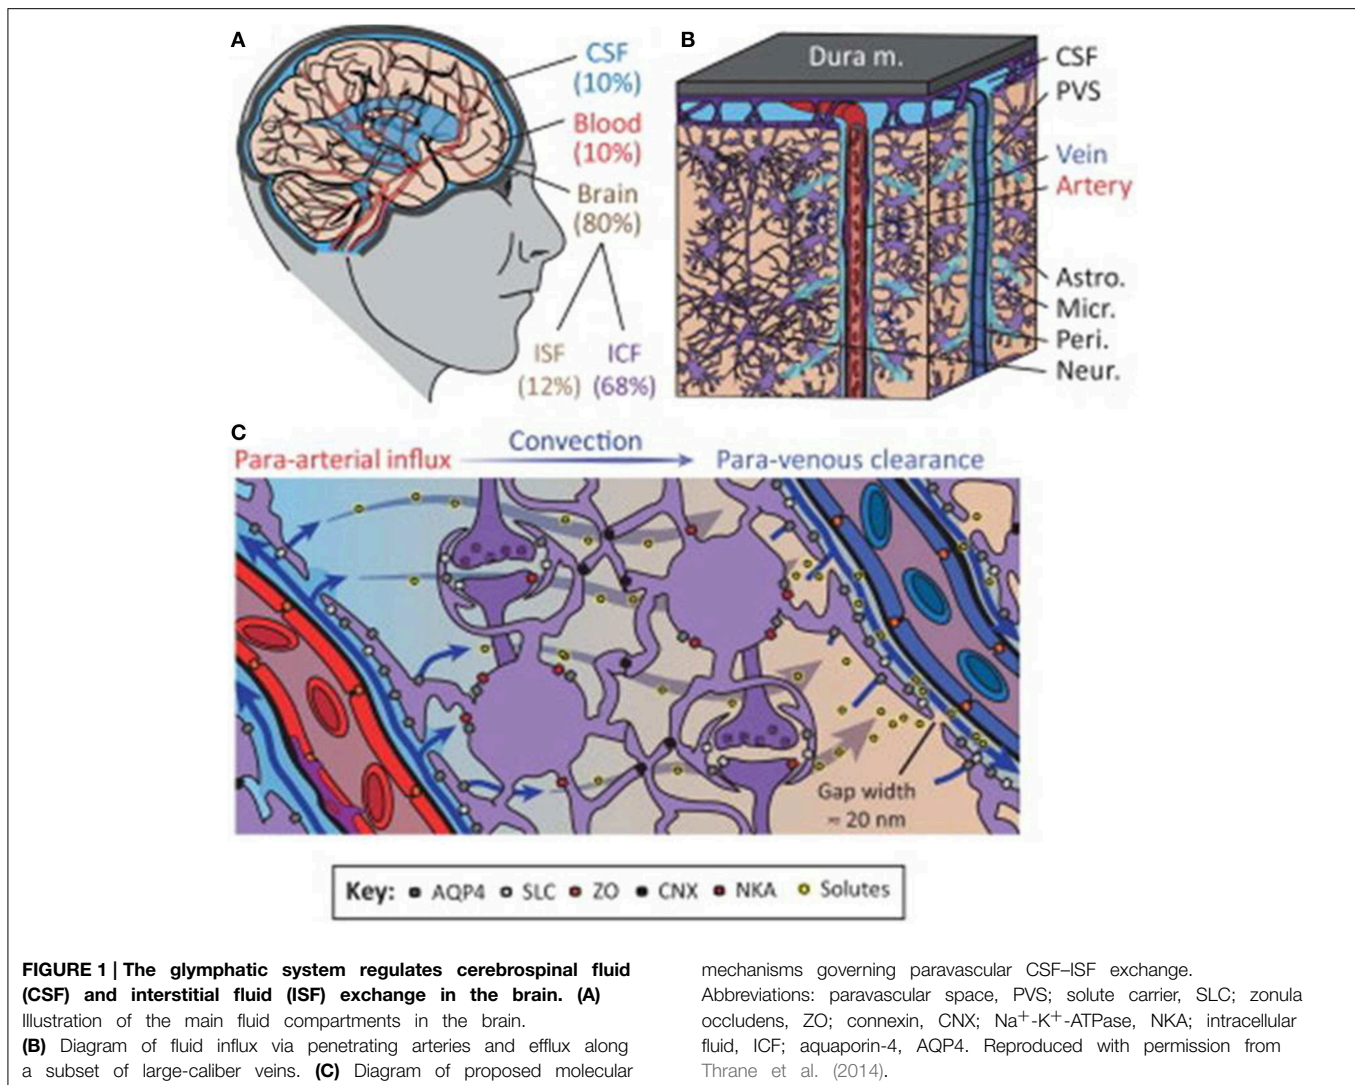 A
CSF
(10%)
Blood
(10%)
Brain
(80%)
ISF
(12%)
ICF
(68%)
B
Dura m.
CSF
PVS
Vein
Artery
Astro.
Micr.
Peri.
Neur.
C
Para-arterial influx
Convection
Para-venous clearance
Gap width
≈ 20 nm
Key: AQP4 SLC ZO CNX NKA Solutes
FIGURE 1 | The glymphatic system regulates cerebrospinal fluid
(CSF) and interstitial fluid (ISF) exchange in the brain. (A)
Illustration of the main fluid compartments in the brain.
(B) Diagram of fluid influx via penetrating arteries and efflux along
a subset of large-caliber veins. (C) Diagram of proposed molecular
mechanisms governing paravascular CSF–ISF exchange.
Abbreviations: paravascular space, PVS; solute carrier, SLC; zonula
occludens, ZO; connexin, CNX; Na⁺-K⁺-ATPase, NKA; intracellular
fluid, ICF; aquaporin-4, AQP4. Reproduced with permission from
Thrane et al. (2014).